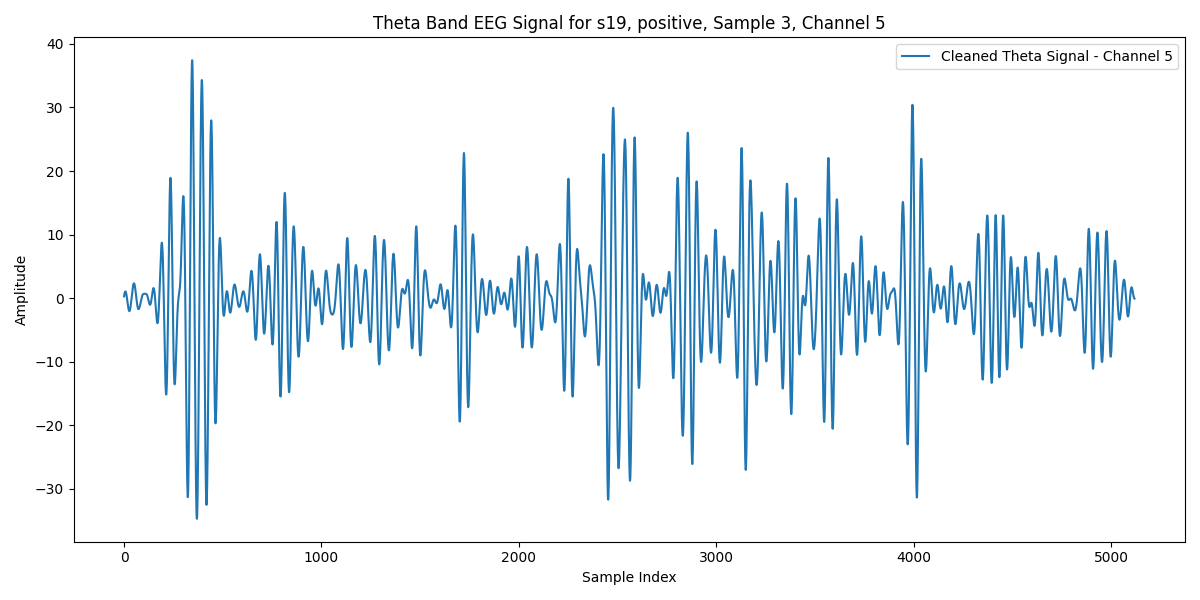 Theta Band EEG Signal for s19, positive, Sample 3, Channel 5
Cleaned Theta Signal - Channel 5
Amplitude
40
30
20
10
0
−10
−20
−30
0 1000 2000 3000 4000 5000
Sample Index